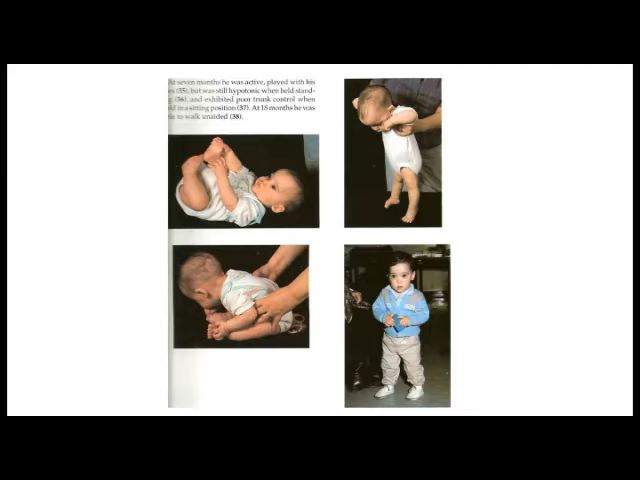 At seven months he was active, played with his
(35), but was still hypotonic when held stand-
(36), and exhibited poor trunk control when
in a sitting position (37). At 18 months he was
to walk unaided (38).